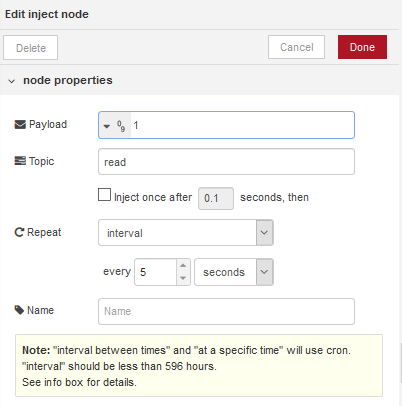 Edit inject node
Delete
Cancel
Done
node properties
Payload
0
9
1
Topic
read
Inject once after 0.1 seconds, then
Repeat
interval
every 5 seconds
Name
Name
Note: "interval between times" and "at a specific time" will use cron.
"interval" should be less than 596 hours.
See info box for details.